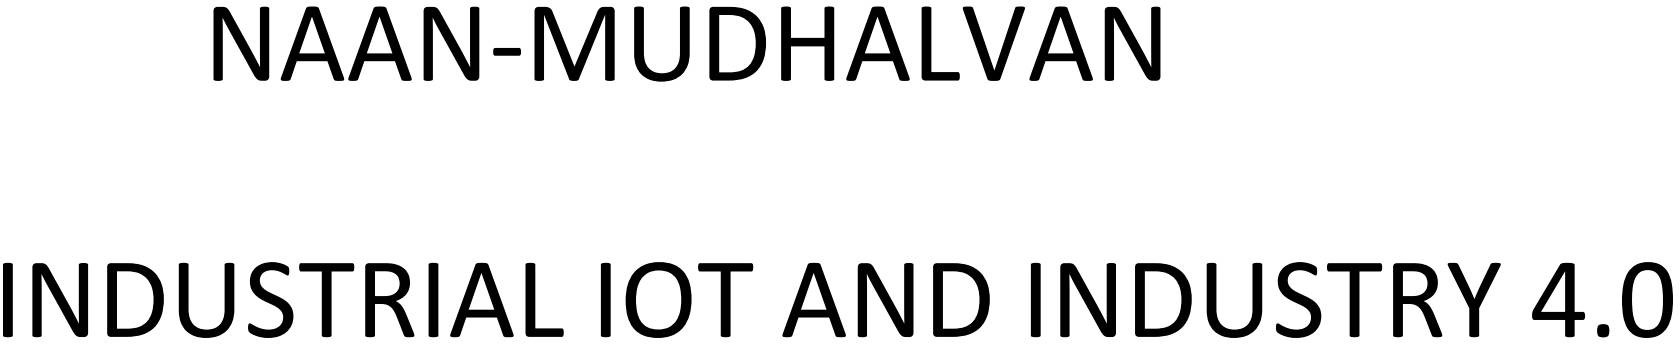 NAAN-MUDHALVAN
INDUSTRIAL IOT AND INDUSTRY 4.0